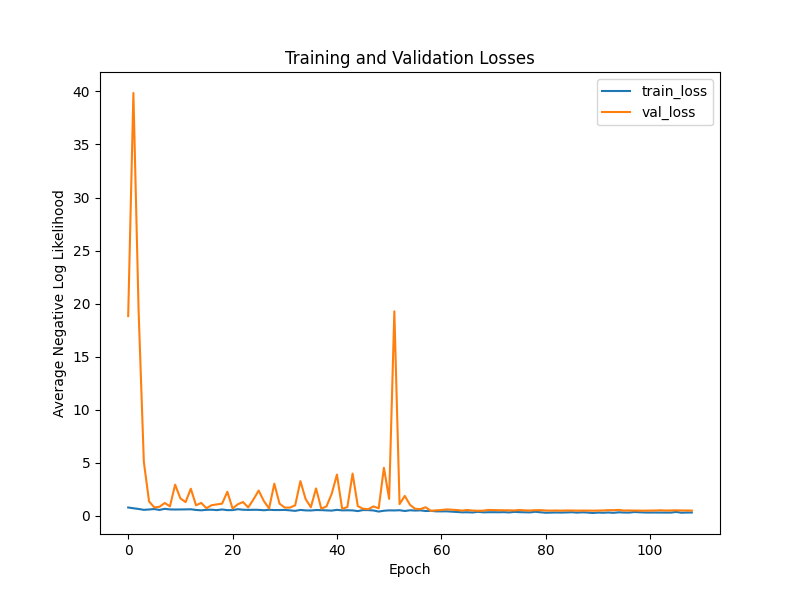 Training and Validation Losses
train_loss
val_loss
Average Negative Log Likelihood
40
35
30
25
20
15
10
5
0
0 20 40 60 80 100
Epoch